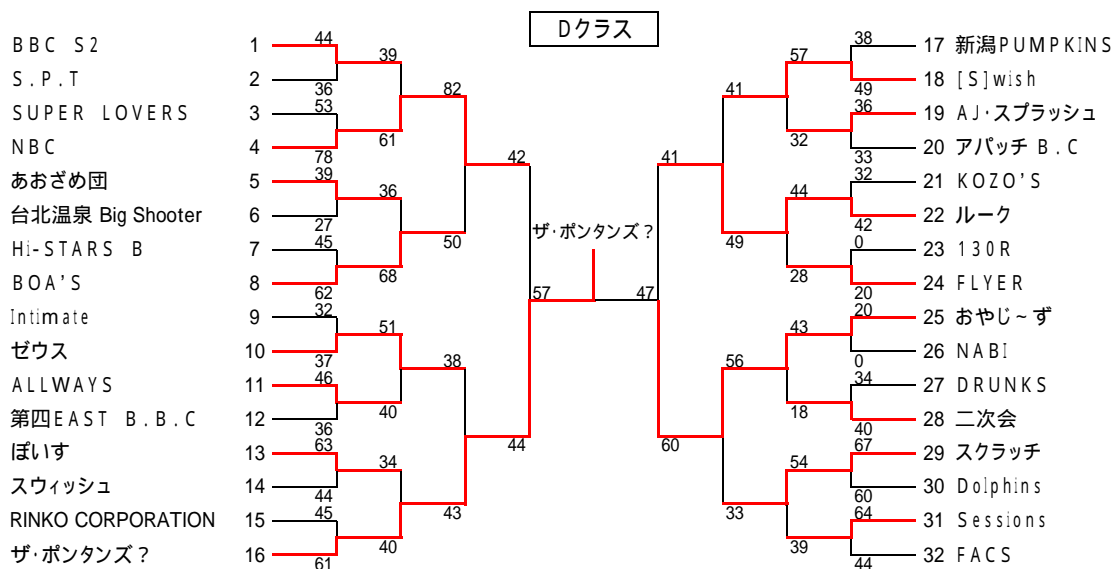 Dクラス
BBC S2 1 44
S.P.T 2 36
SUPER LOVERS 3 53
NBC 4 78
あおざめ団 5 39
台北温泉 Big Shooter 6 27
Hi-STARS B 7 45
BOA'S 8 62
Intimate 9 32
ゼウス 10 37
ALLWAYS 11 46
第四EAST B.B.C 12 36
ぽいす 13 63
スウィッシュ 14 44
RINKO CORPORATION 15 45
ザ・ポンタンズ? 16 61
39
61
36
68
51
40
34
40
82
50
38
43
42
44
57
ザ・ポンタンズ?
47
41
60
41
49
56
33
57
32
44
28
43
18
54
39
38 17 新潟PUMPKINS
49 18 [S]wish
36 19 AJ・スプラッシュ
33 20 アパッチ B.C
32 21 KOZO'S
42 22 ルーク
0 23 130R
20 24 FLYER
20 25 おやじ~ず
0 26 NABI
34 27 DRUNKS
40 28 二次会
67 29 スクラッチ
60 30 Dolphins
64 31 Sessions
44 32 FACS